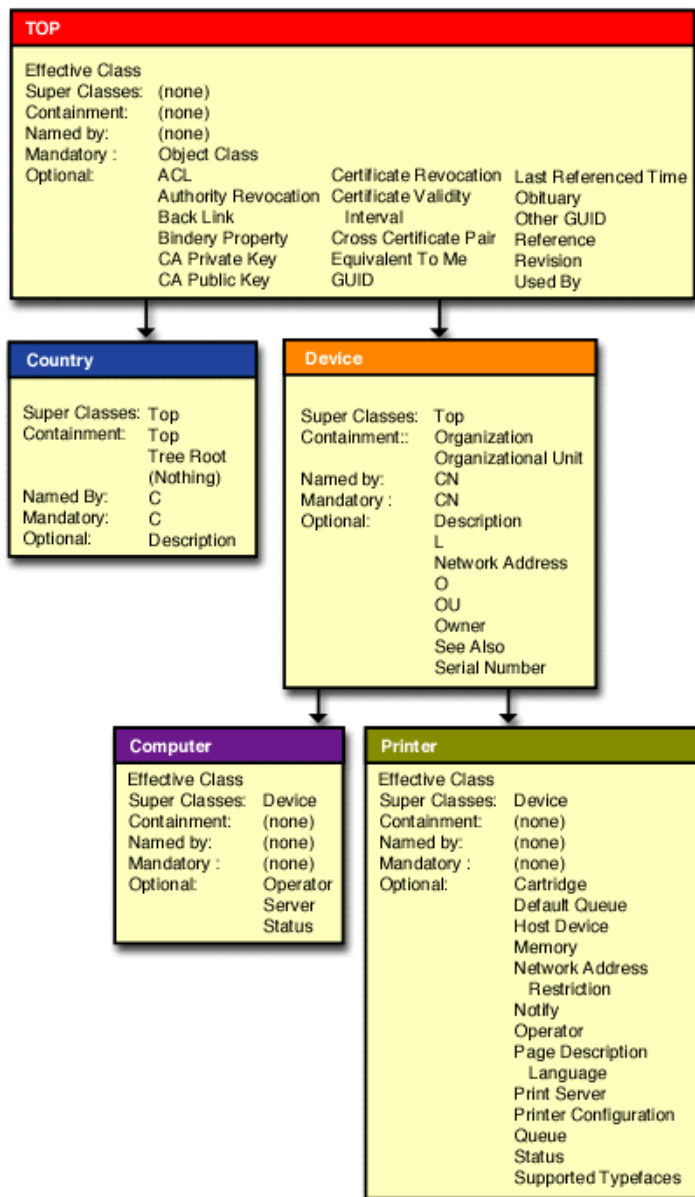 TOP
Effective Class
Super Classes: (none)
Containment: (none)
Named by: (none)
Mandatory : Object Class
Optional: ACL Certificate Revocation Last Referenced Time
Authority Revocation Certificate Validity Obituary
Back Link Interval Other GUID
Bindery Property Cross Certificate Pair Reference
CA Private Key Equivalent To Me Revision
CA Public Key GUID Used By
Country
Super Classes: Top
Containment: Top
Tree Root
(Nothing)
Named By: C
Mandatory: C
Optional: Description
Device
Super Classes: Top
Containment:: Organization
Organizational Unit
Named by: CN
Mandatory : CN
Optional: Description
L
Network Address
O
OU
Owner
See Also
Serial Number
Computer
Effective Class
Super Classes: Device
Containment: (none)
Named by: (none)
Mandatory : (none)
Optional: Operator
Server
Status
Printer
Effective Class
Super Classes: Device
Containment: (none)
Named by: (none)
Mandatory : (none)
Optional: Cartridge
Default Queue
Host Device
Memory
Network Address
Restriction
Notify
Operator
Page Description
Language
Print Server
Printer Configuration
Queue
Status
Supported Typefaces